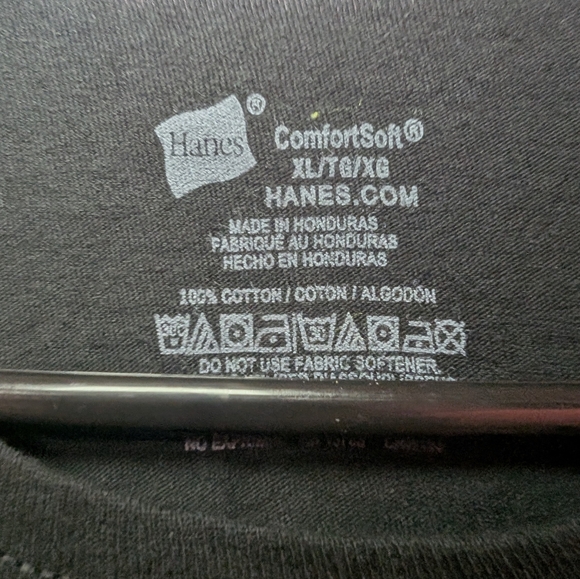 Hanes®
ComfortSoft®
XL/TG/XG
HANES.COM
MADE IN HONDURAS
FABRIQUÉ AU HONDURAS
HECHO EN HONDURAS
100% COTTON / COTON / ALGODÓN
DO NOT USE FABRIC SOFTENER.